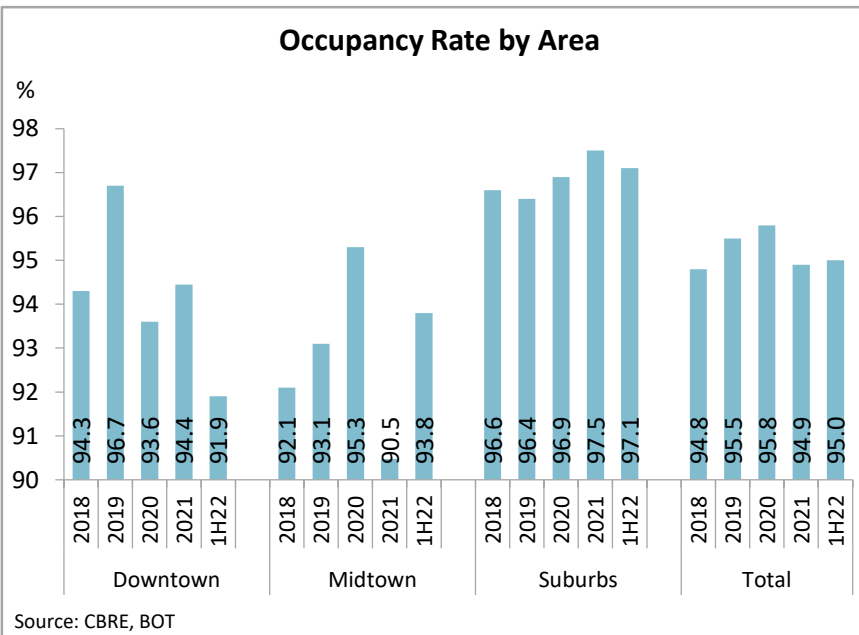 Occupancy Rate by Area
%
98
97
96
95
94
93
92
91
90
94.3 96.7 93.6 94.4 91.9 92.1 93.1 95.3 90.5 93.8 96.6 96.4 96.9 97.5 97.1 94.8 95.5 95.8 94.9 95.0
2018 2019 2020 2021 1H22 2018 2019 2020 2021 1H22 2018 2019 2020 2021 1H22 2018 2019 2020 2021 1H22
Downtown Midtown Suburbs Total
Source: CBRE, BOT